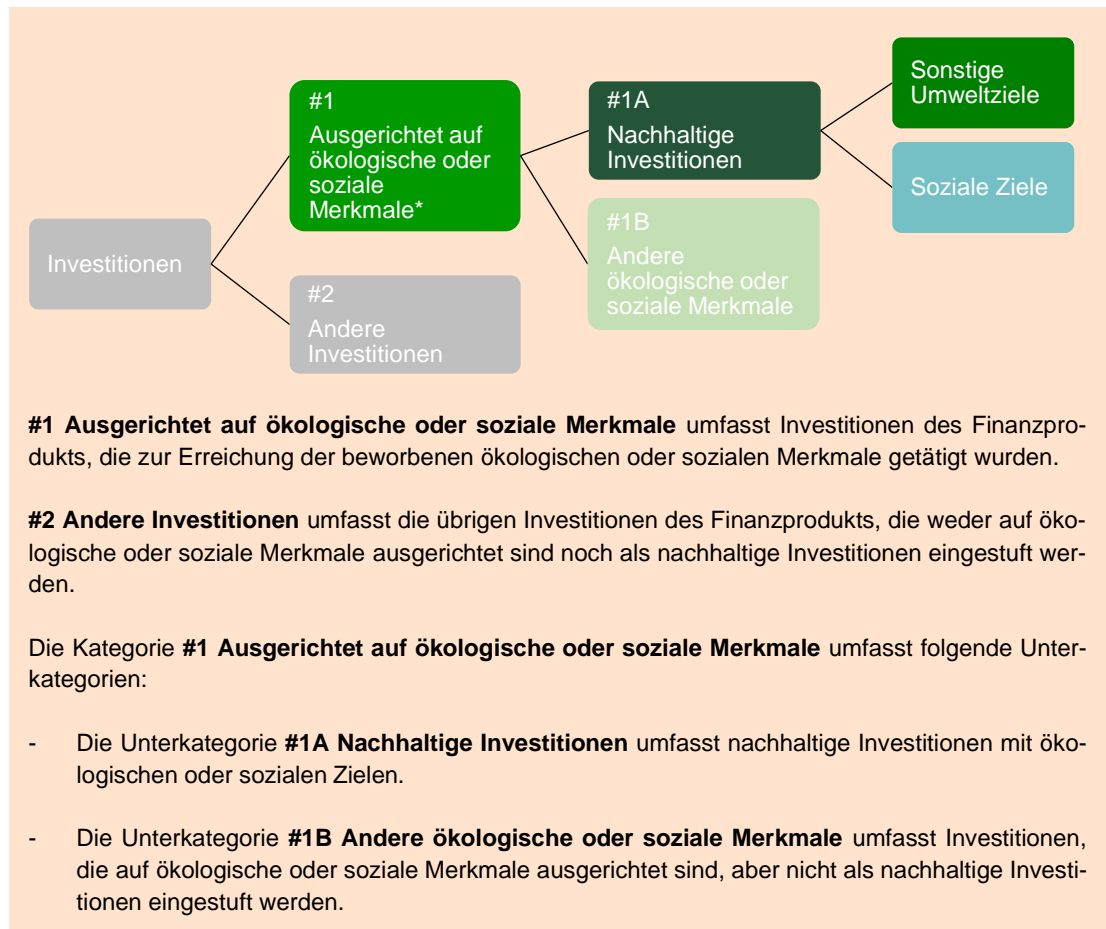 Investitionen
#1
Ausgerichtet auf
ökologische oder
soziale
Merkmale*
#2
Andere
Investitionen
#1A
Nachhaltige
Investitionen
#1B
Andere
ökologische oder
soziale Merkmale
Sonstige
Umweltziele
Soziale Ziele
#1 Ausgerichtet auf ökologische oder soziale Merkmale umfasst Investitionen des Finanzpro-
dukts, die zur Erreichung der beworbenen ökologischen oder sozialen Merkmale getätigt wurden.
#2 Andere Investitionen umfasst die übrigen Investitionen des Finanzprodukts, die weder auf öko-
logische oder soziale Merkmale ausgerichtet sind noch als nachhaltige Investitionen eingestuft wer-
den.
Die Kategorie #1 Ausgerichtet auf ökologische oder soziale Merkmale umfasst folgende Unter-
kategorien:
- Die Unterkategorie #1A Nachhaltige Investitionen umfasst nachhaltige Investitionen mit öko-
logischen oder sozialen Zielen.
- Die Unterkategorie #1B Andere ökologische oder soziale Merkmale umfasst Investitionen,
die auf ökologische oder soziale Merkmale ausgerichtet sind, aber nicht als nachhaltige Investi-
tionen eingestuft werden.